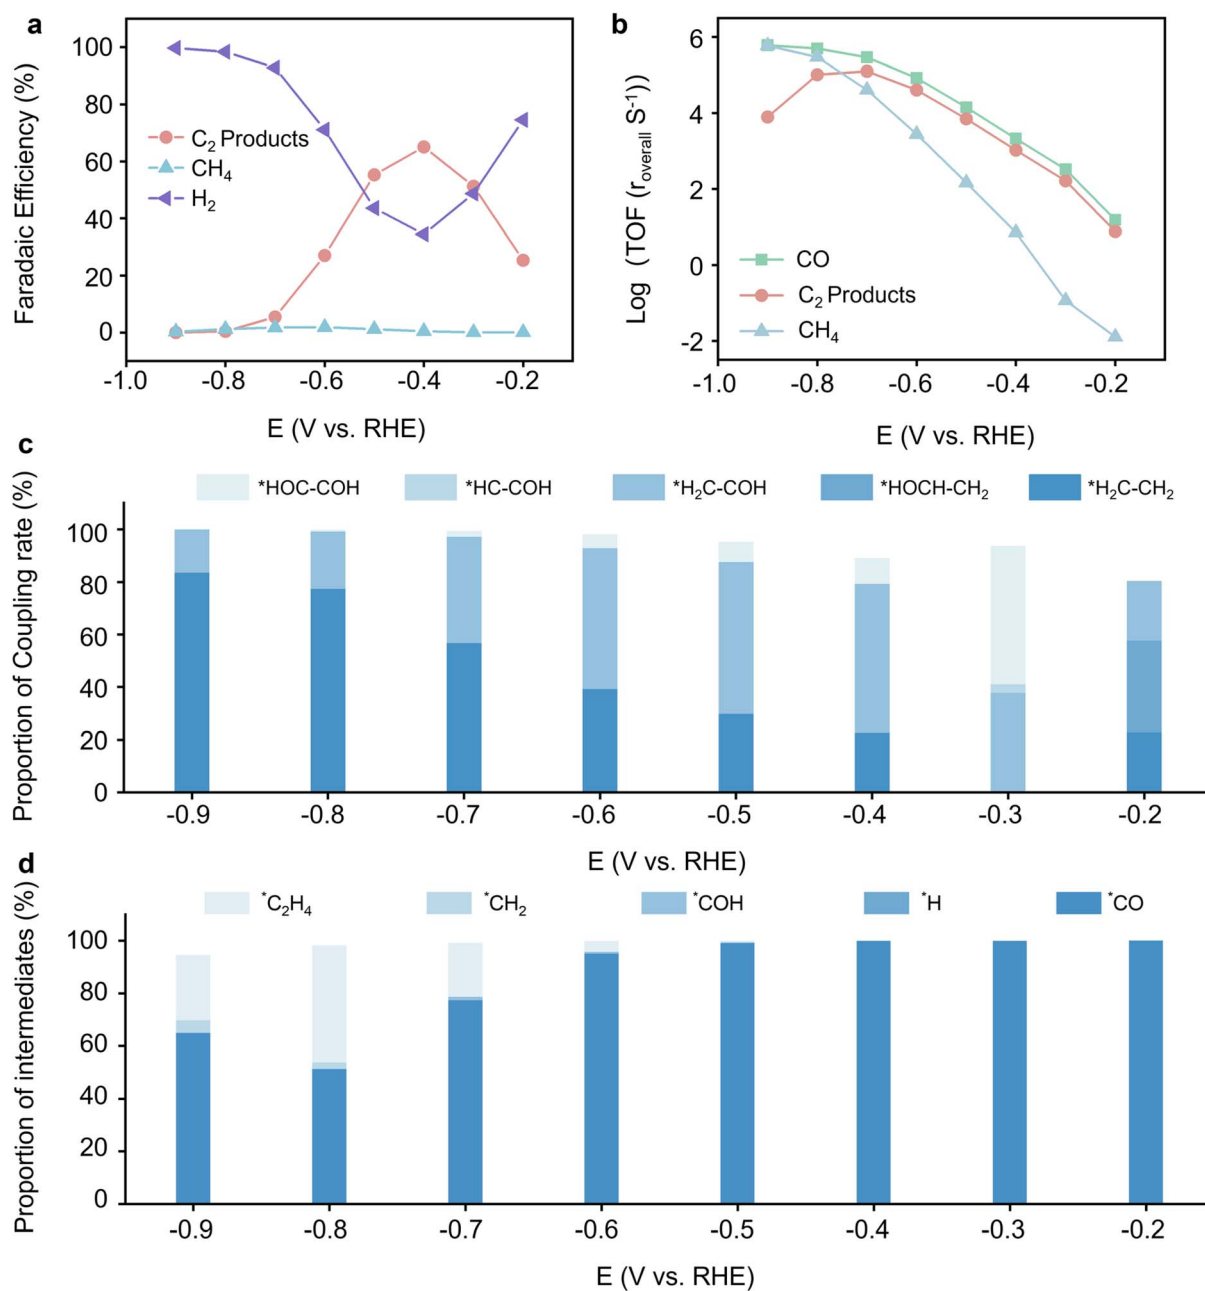 a
Faradaic Efficiency (%)
100
80
60
40
20
0
C₂ Products
CH₄
H₂
-1.0
-0.8
-0.6
-0.4
-0.2
E (V vs. RHE)
b
Log (TOF (r_overall S⁻¹))
6
4
2
0
-2
CO
C₂ Products
CH₄
-1.0
-0.8
-0.6
-0.4
-0.2
E (V vs. RHE)
c
Proportion of Coupling rate (%)
*HOC-COH
*HC-COH
*H₂C-COH
*HOCH-CH₂
*H₂C-CH₂
100
80
60
40
20
0
-0.9
-0.8
-0.7
-0.6
-0.5
-0.4
-0.3
-0.2
E (V vs. RHE)
d
Proportion of intermediates (%)
*C₂H₄
*CH₂
*COH
*H
*CO
100
80
60
40
20
0
-0.9
-0.8
-0.7
-0.6
-0.5
-0.4
-0.3
-0.2
E (V vs. RHE)